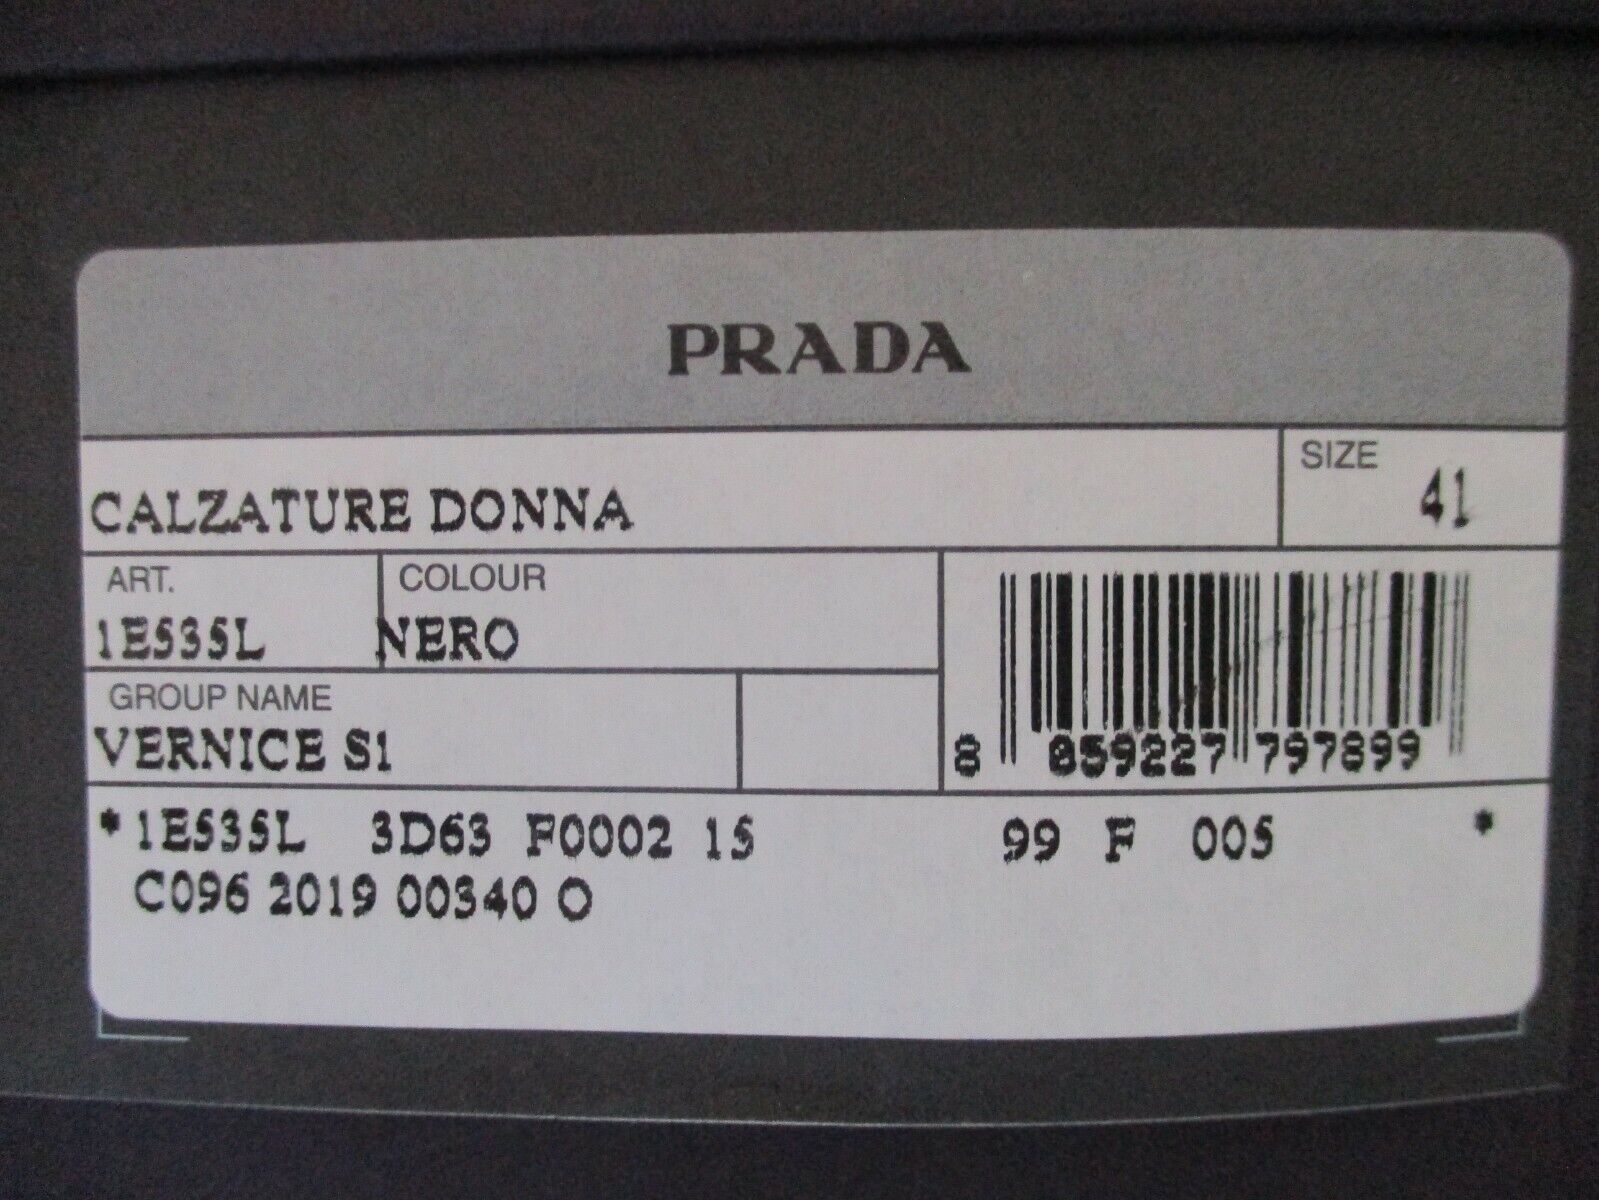 PRADA
CALZATURE DONNA
SIZE
41
ART.
1E535L
COLOUR
NERO
GROUP NAME
VERNICE S1
8 059227 797899
*1E535L 3D63 F0002 15 99 F 005 *
C096 2019 00340 O